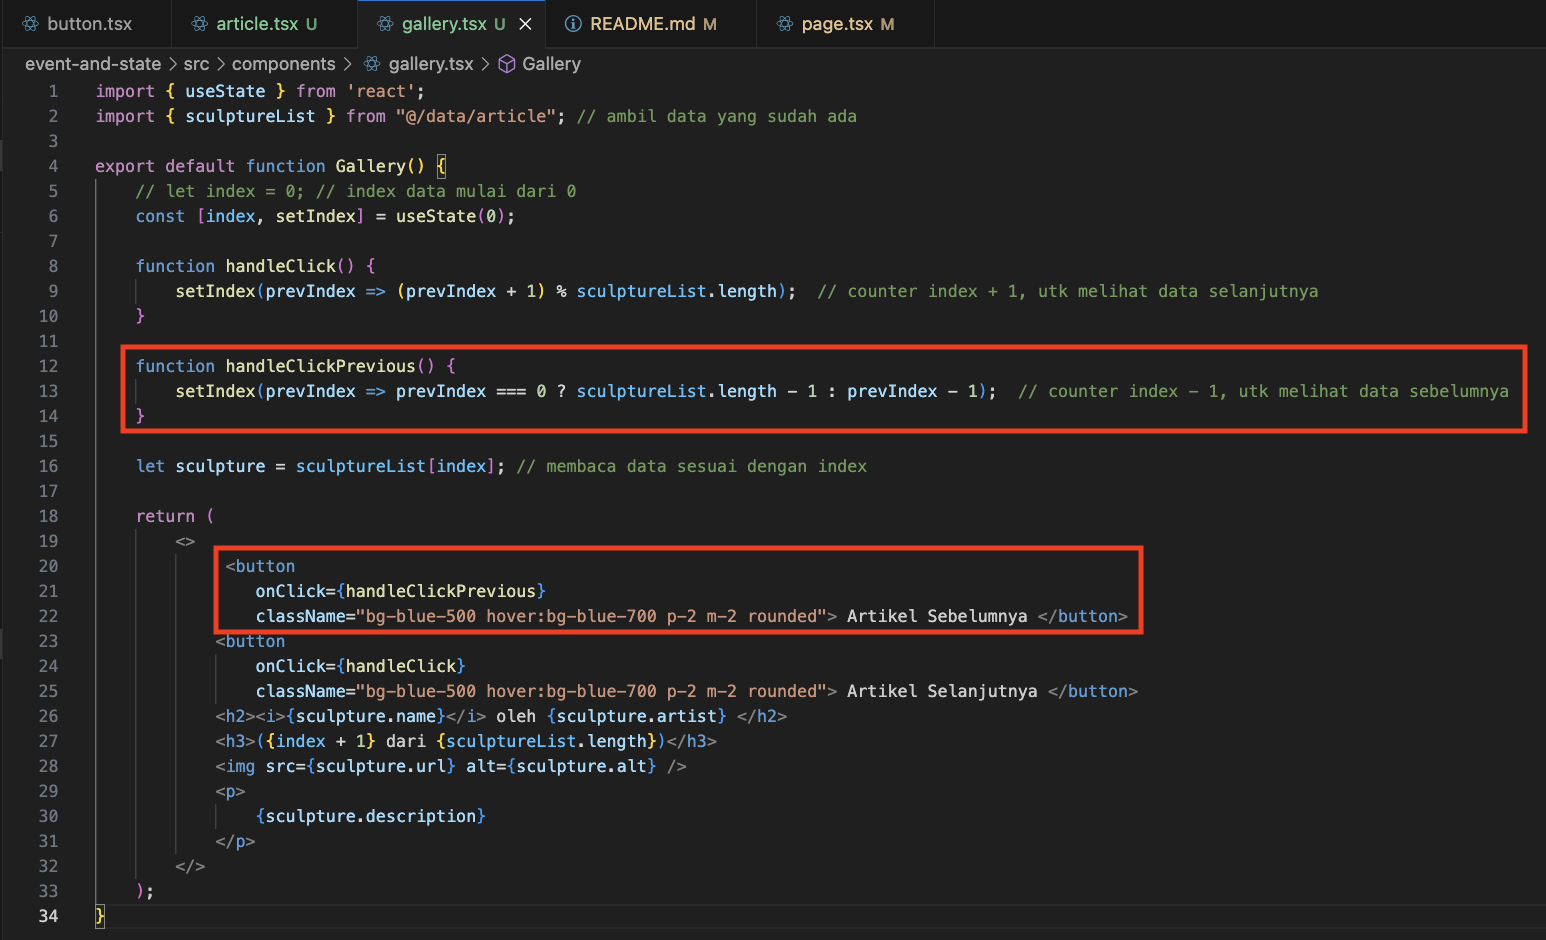 button.tsx article.tsx U gallery.tsx U README.md M page.tsx M
event-and-state > src > components > gallery.tsx > Gallery
1 import { useState } from 'react';
2 import { sculptureList } from "@/data/article"; // ambil data yang sudah ada
3
4 export default function Gallery() {
5 // let index = 0; // index data mulai dari 0
6 const [index, setIndex] = useState(0);
7
8 function handleClick() {
9 setIndex(prevIndex => (prevIndex + 1) % sculptureList.length); // counter index + 1, utk melihat data selanjutnya
10 }
11
12 function handleClickPrevious() {
13 setIndex(prevIndex => prevIndex === 0 ? sculptureList.length - 1 : prevIndex - 1); // counter index - 1, utk melihat data sebelumnya
14 }
15
16 let sculpture = sculptureList[index]; // membaca data sesuai dengan index
17
18 return (
19 <>
20 <button
21 onClick={handleClickPrevious}
22 className="bg-blue-500 hover:bg-blue-700 p-2 m-2 rounded"> Artikel Sebelumnya </button>
23 <button
24 onClick={handleClick}
25 className="bg-blue-500 hover:bg-blue-700 p-2 m-2 rounded"> Artikel Selanjutnya </button>
26 <h2><i>{sculpture.name}</i> oleh {sculpture.artist} </h2>
27 <h3>({index + 1} dari {sculptureList.length})</h3>
28 <img src={sculpture.url} alt={sculpture.alt} />
29 <p>
30 {sculpture.description}
31 </p>
32 </>
33 );
34 }